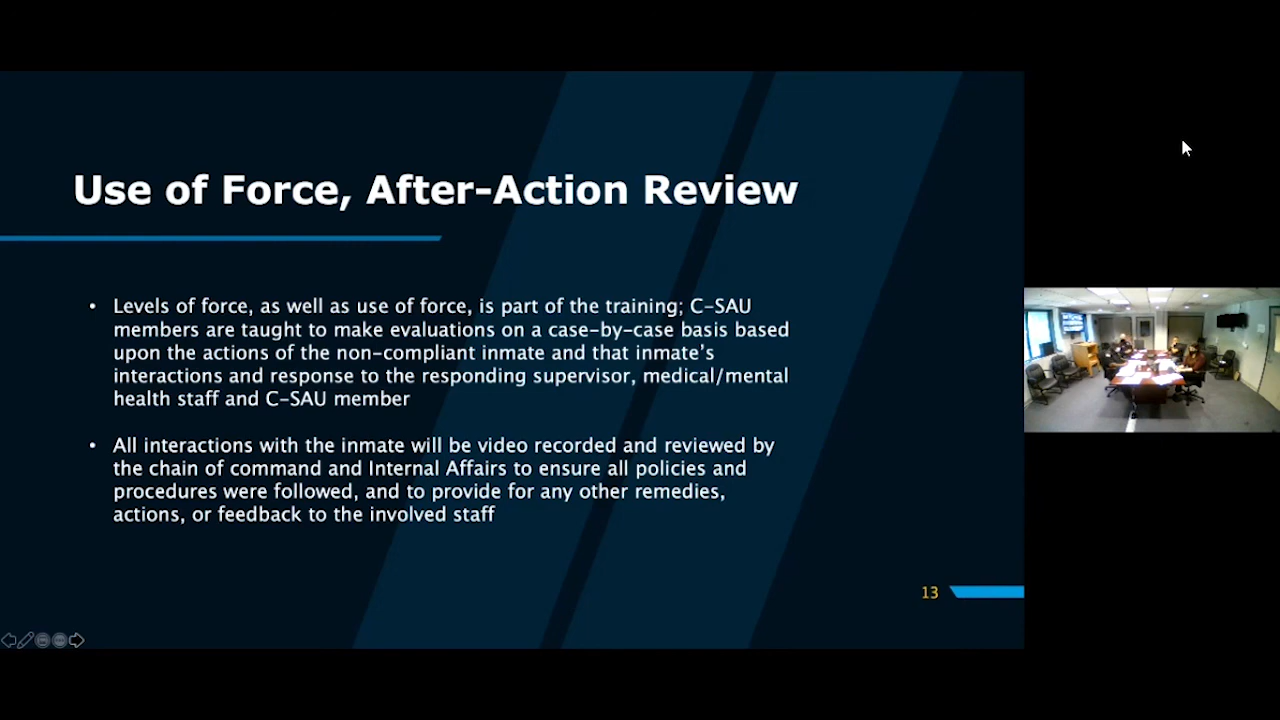 Use of Force, After-Action Review
• Levels of force, as well as use of force, is part of the training; C-SAU
members are taught to make evaluations on a case-by-case basis based
upon the actions of the non-compliant inmate and that inmate's
interactions and response to the responding supervisor, medical/mental
health staff and C-SAU member
• All interactions with the inmate will be video recorded and reviewed by
the chain of command and Internal Affairs to ensure all policies and
procedures were followed, and to provide for any other remedies,
actions, or feedback to the involved staff
13